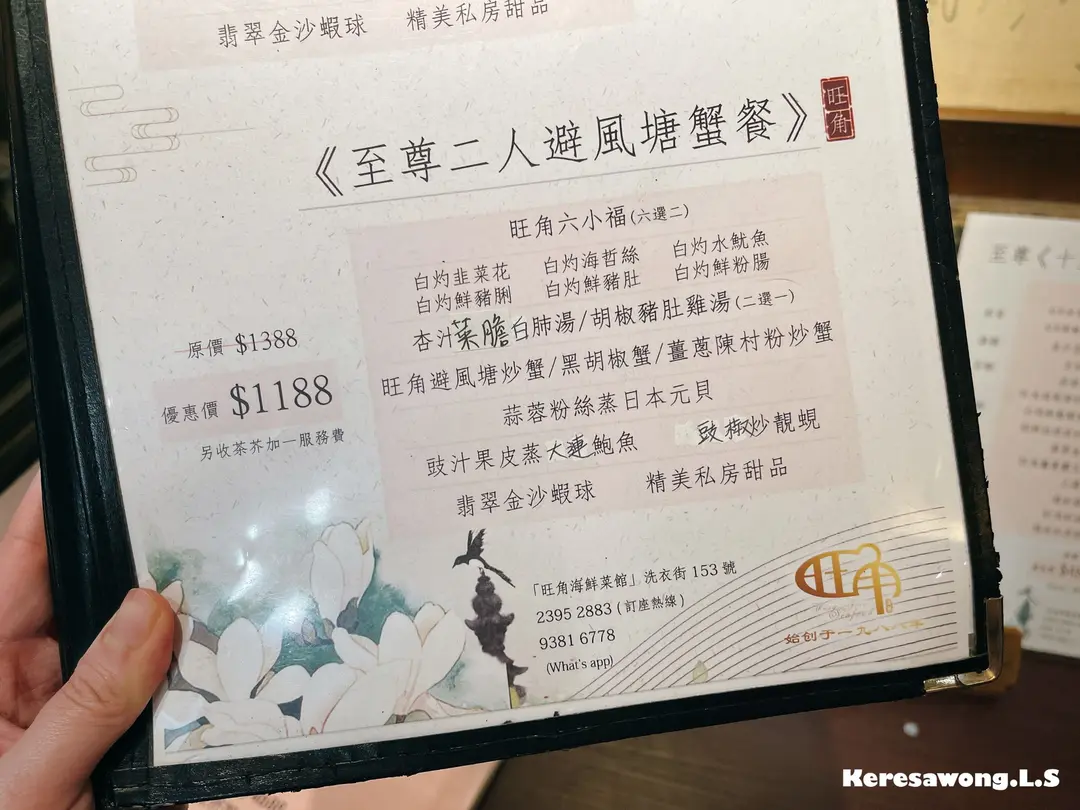 翡翠金沙蝦球 精美私房甜品
《至尊二人避風塘蟹餐》
旺角
旺角六小福(六選二)
白灼韭菜花 白灼海哲絲 白灼水魷魚
白灼鮮豬脷 白灼鮮豬肚 白灼鮮粉腸
杏汁菜膽白肺湯/胡椒豬肚雞湯(二選一)
旺角避風塘炒蟹/黑胡椒蟹/薑蔥陳村粉炒蟹
蒜蓉粉絲蒸日本元貝
豉汁果皮蒸大連鮑魚 豉椒炒靚蜆
翡翠金沙蝦球 精美私房甜品
原價 $1388
優惠價 $1188
另收茶芥加一服務費
「旺角海鮮菜館」洗衣街 153 號
2395 2883 (訂座熱線)
9381 6778
(What's app)
旺角
始创于一九八八年
至尊《十
Keresawong.L.S